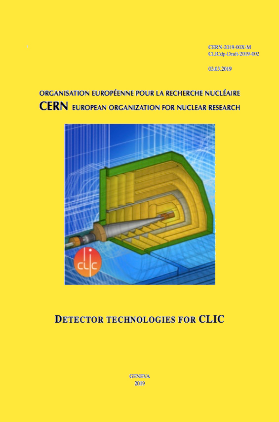 CERN-2019-00X-M
CLICdp-Draft-2019-002
03.03.2019
ORGANISATION EUROPÉENNE POUR LA RECHERCHE NUCLÉAIRE
CERN EUROPEAN ORGANIZATION FOR NUCLEAR RESEARCH
clic
DETECTOR TECHNOLOGIES FOR CLIC
GENEVA
2019